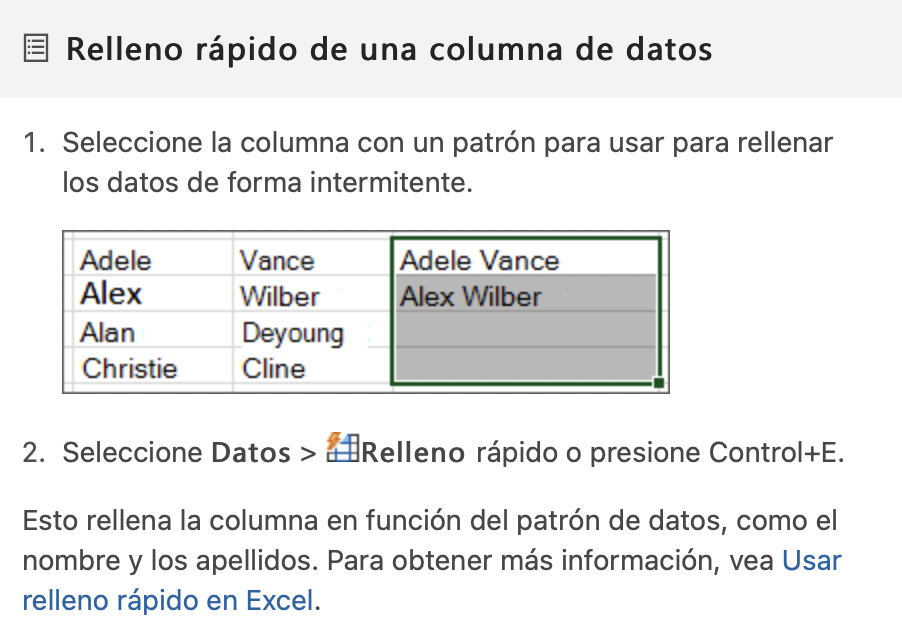 Relleno rápido de una columna de datos
1. Seleccione la columna con un patrón para usar para rellenar
los datos de forma intermitente.
Adele Vance Adele Vance
Alex Wilber Alex Wilber
Alan Deyoung
Christie Cline
2. Seleccione Datos > Relleno rápido o presione Control+E.
Esto rellena la columna en función del patrón de datos, como el
nombre y los apellidos. Para obtener más información, vea Usar
relleno rápido en Excel.